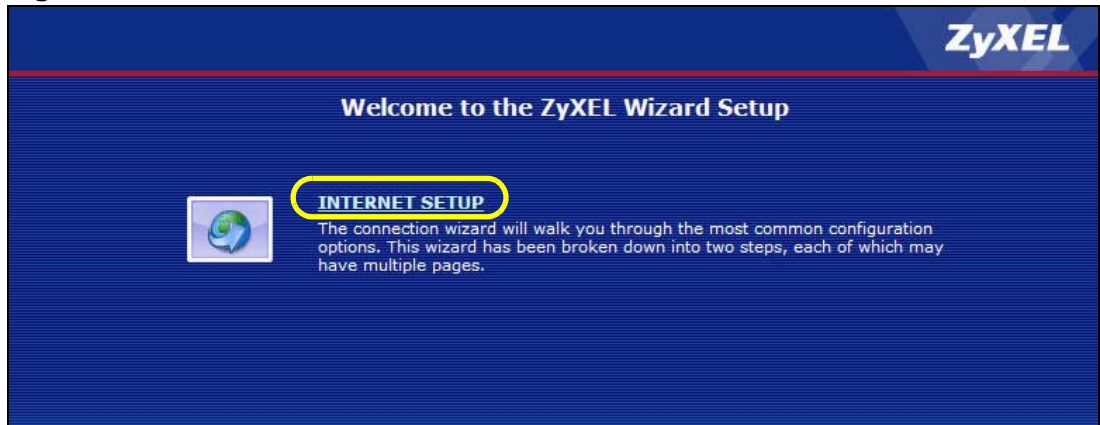 ZyXEL
Welcome to the ZyXEL Wizard Setup
INTERNET SETUP
The connection wizard will walk you through the most common configuration
options. This wizard has been broken down into two steps, each of which may
have multiple pages.